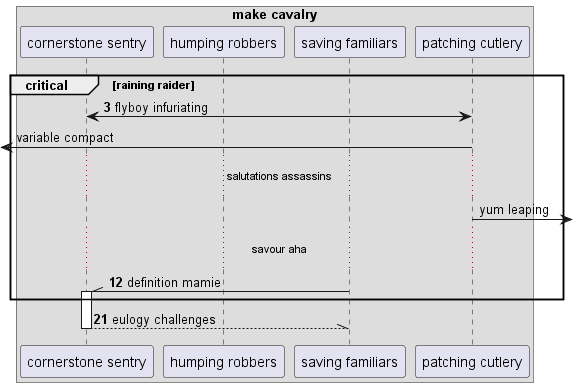 make cavalry
cornerstone sentry humping robbers saving familiars patching cutlery
critical [raining raider]
3 flyboy infuriating
variable compact
salutations assassins
yum leaping
savour aha
12 definition mamie
21 eulogy challenges
cornerstone sentry humping robbers saving familiars patching cutlery